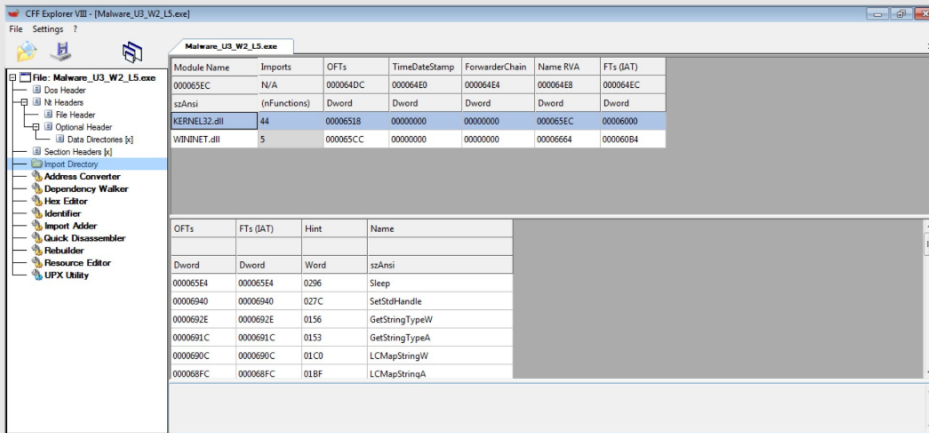 CFF Explorer VIII - [Malware_U3_W2_L5.exe]
File Settings ?
Malware_U3_W2_L5.exe
File: Malware_U3_W2_L5.exe
Dos Header
Nt Headers
File Header
Optional Header
Data Directories [x]
Section Headers [x]
Import Directory
Address Converter
Dependency Walker
Hex Editor
Identifier
Import Adder
Quick Disassembler
Rebuilder
Resource Editor
UPX Utility
Module Name Imports OFTs TimeDateStamp ForwarderChain Name RVA FTs (IAT)
000065EC N/A 000064DC 000064E0 000064E4 000064E8 000064EC
szAnsi (nFunctions) Dword Dword Dword Dword Dword
KERNEL32.dll 44 00006518 00000000 00000000 000065EC 00006000
WININET.dll 5 000065CC 00000000 00000000 00006664 000060B4
OFTs FTs (IAT) Hint Name
Dword Dword Word szAnsi
000065E4 000065E4 0296 Sleep
00006940 00006940 027C SetStdHandle
0000692E 0000692E 0156 GetStringTypeW
0000691C 0000691C 0153 GetStringTypeA
0000690C 0000690C 01C0 LCMapStringW
000068FC 000068FC 01BF LCMapStringA